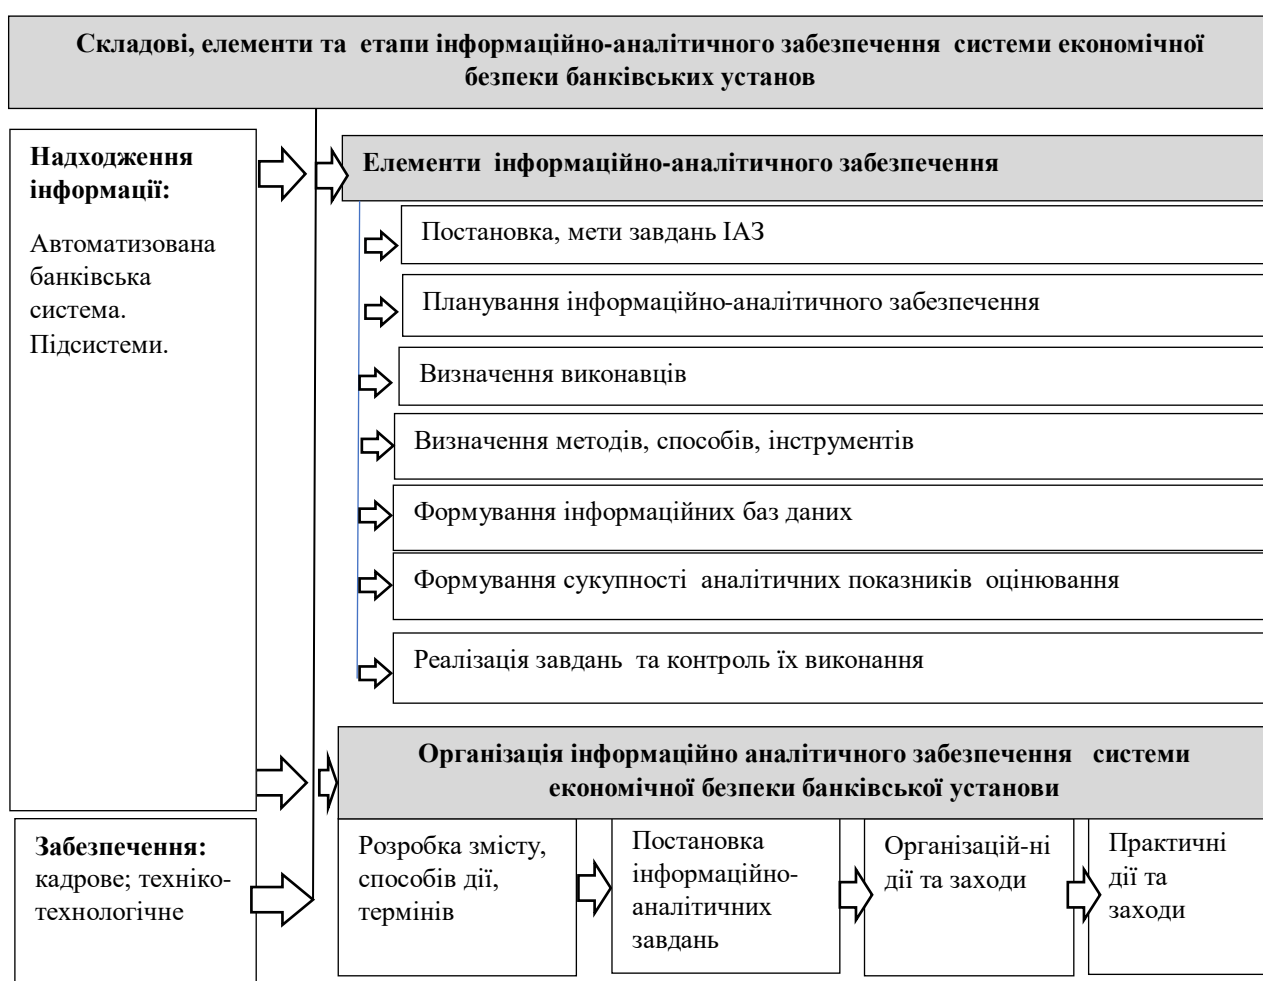 Складові, елементи та етапи інформаційно-аналітичного забезпечення системи економічної
безпеки банківських установ
Надходження
інформації:
Автоматизована
банківська
система.
Підсистеми.
Елементи інформаційно-аналітичного забезпечення
Постановка, мети завдань ІАЗ
Планування інформаційно-аналітичного забезпечення
Визначення виконавців
Визначення методів, способів, інструментів
Формування інформаційних баз даних
Формування сукупності аналітичних показників оцінювання
Реалізація завдань та контроль їх виконання
Організація інформаційно аналітичного забезпечення системи
економічної безпеки банківської установи
Забезпечення:
кадрове; техніко-
технологічне
Розробка змісту,
способів дії,
термінів
Постановка
інформаційно-
аналітичних
завдань
Організацій-ні
дії та заходи
Практичні
дії та
заходи